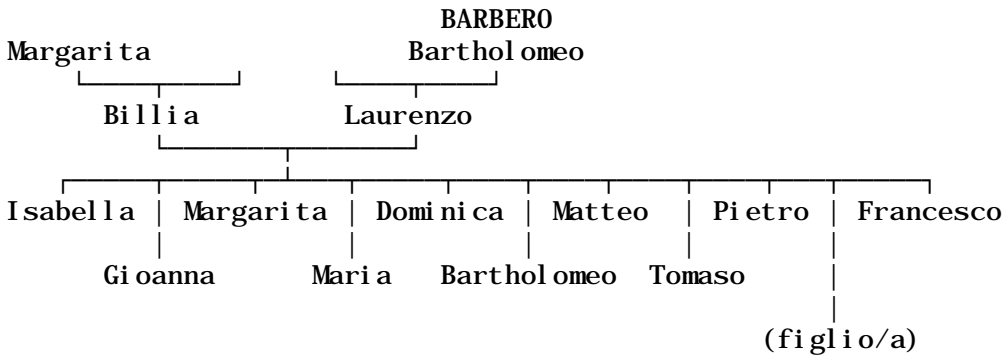 BARBERO
Margarita Bartholomeo
Billia Laurenzo
Isabella Margarita Dominica Matteo Pietro Francesco
Gioanna Maria Bartholomeo Tomaso
(figlio/a)